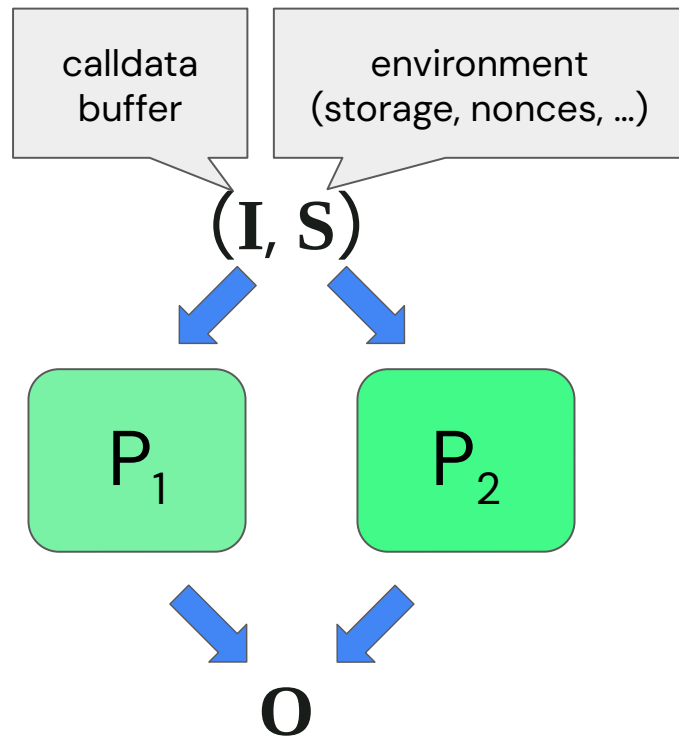 calldata
buffer
environment
(storage, nonces, …)
(I, S)
P₁
P₂
O